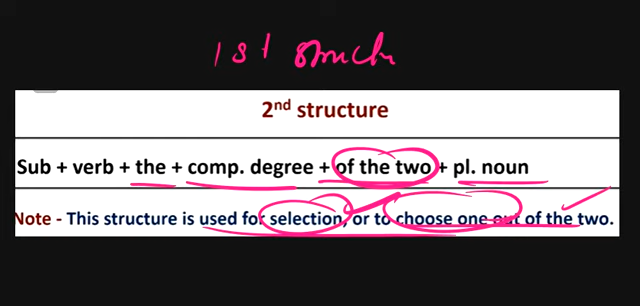 1st struch
2nd structure
Sub + verb + the + comp. degree + of the two + pl. noun
Note - This structure is used for selection, or to choose one out of the two.